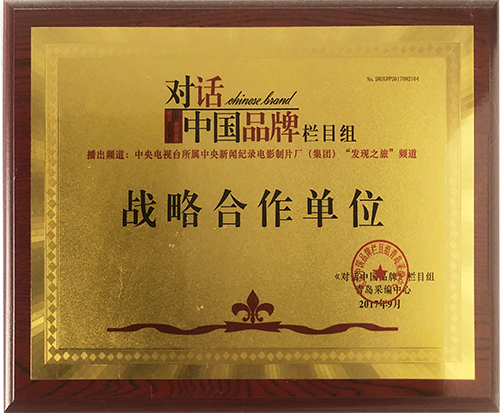 No.DHZGPP2017092104
对话 chinese brand
中国品牌栏目组
播出频道：中央电视台所属中央新闻纪录电影制片厂（集团）“发现之旅”频道
战略合作单位
《对话中国品牌》栏目组
青岛采编中心
2017年9月